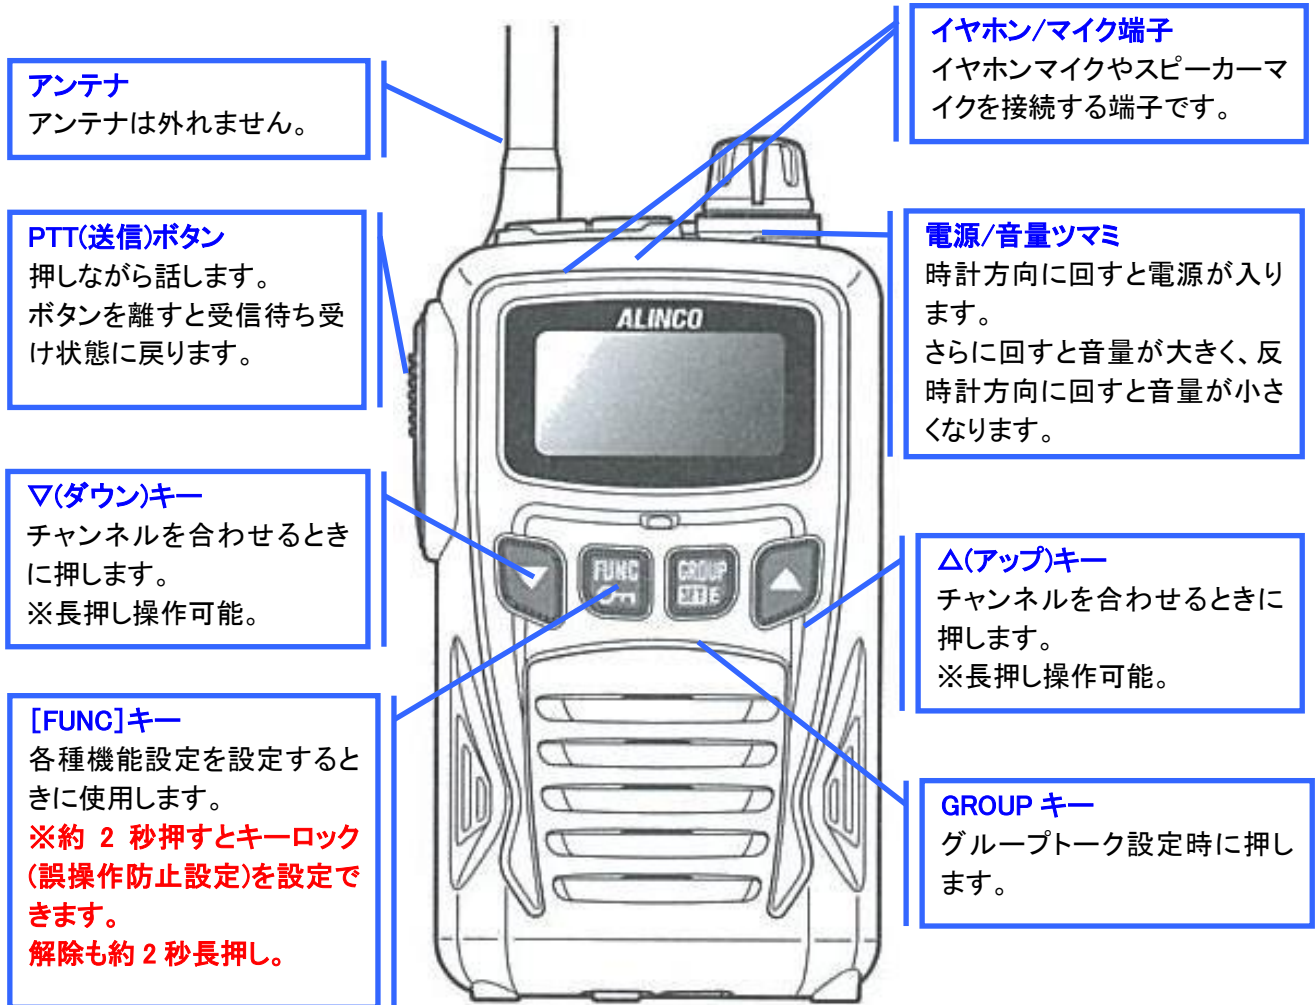 アンテナ
アンテナは外れません。
PTT(送信)ボタン
押しながら話します。
ボタンを離すと受信待ち受
け状態に戻ります。
▽(ダウン)キー
チャンネルを合わせるとき
に押します。
※長押し操作可能。
[FUNC]キー
各種機能設定を設定すると
きに使用します。
※約 2 秒押すとキーロック
(誤操作防止設定)を設定で
きます。
解除も約 2 秒長押し。
ALINCO
FUNC
GROUP
SET E
イヤホン/マイク端子
イヤホンマイクやスピーカーマ
イクを接続する端子です。
電源/音量ツマミ
時計方向に回すと電源が入り
ます。
さらに回すと音量が大きく、反
時計方向に回すと音量が小さ
くなります。
△(アップ)キー
チャンネルを合わせるときに
押します。
※長押し操作可能。
GROUP キー
グループトーク設定時に押し
ます。